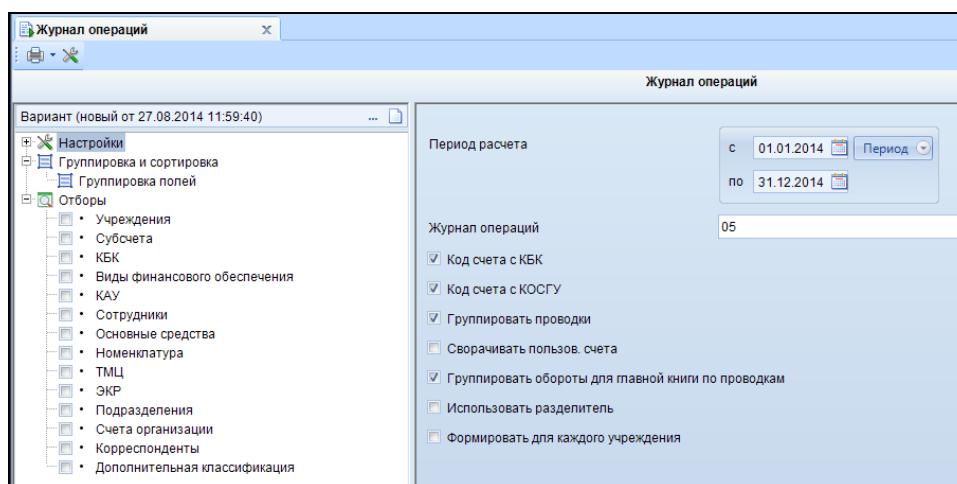 Журнал операций x
Журнал операций
Вариант (новый от 27.08.2014 11:59:40) ...
Настройки
Группировка и сортировка
Группировка полей
Отборы
Учреждения
Субсчета
КБК
Виды финансового обеспечения
КАУ
Сотрудники
Основные средства
Номенклатура
ТМЦ
ЭКР
Подразделения
Счета организации
Корреспонденты
Дополнительная классификация
Период расчета
с 01.01.2014 Период
по 31.12.2014
Журнал операций 05
Код счета с КБК
Код счета с КОСГУ
Группировать проводки
Сворачивать пользов. счета
Группировать обороты для главной книги по проводкам
Использовать разделитель
Формировать для каждого учреждения